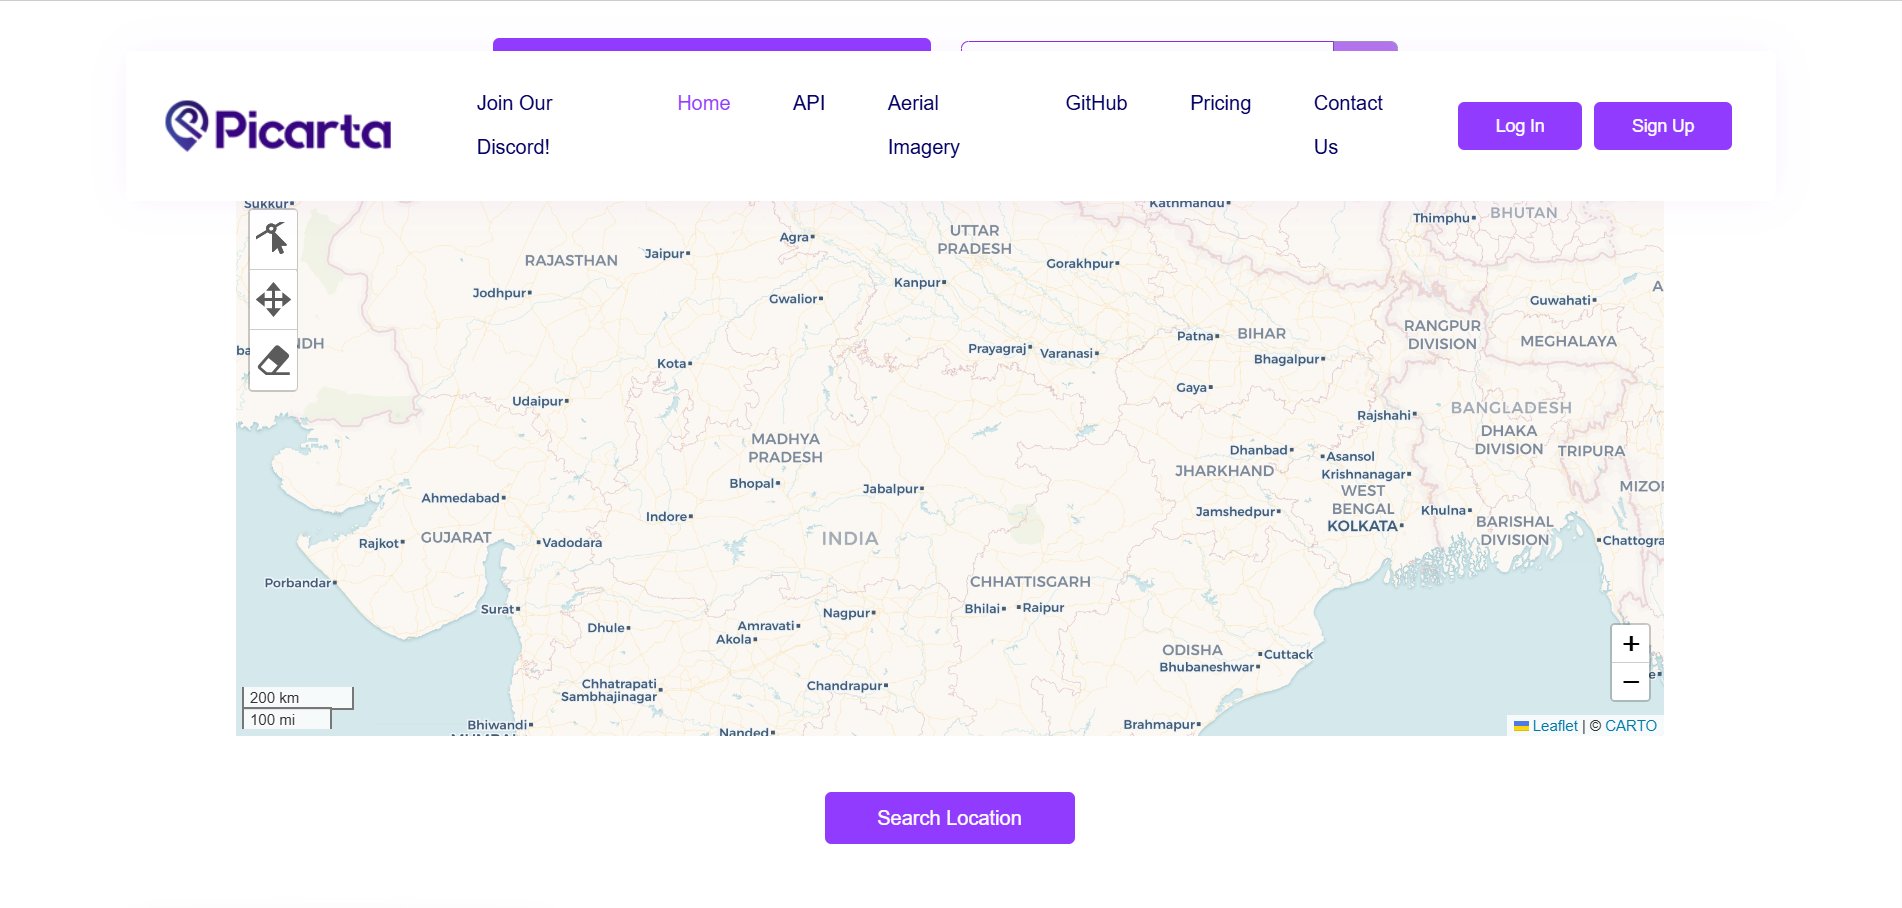 Picarta
Join Our
Discord!
Home
API
Aerial
Imagery
GitHub
Pricing
Contact
Us
Log In
Sign Up
Sukkur
Kathmandu
Thimphu
BHUTAN
UTTAR
PRADESH
Agra
RAJASTHAN
Jaipur
Gorakhpur
Kanpur
Jodhpur
Gwalior
Guwahati
A
RANGPUR
DIVISION
BIHAR
Patna
MEGHALAYA
ba
NDH
Prayagraj
Varanasi
Bhagalpur
Kota
Gaya
Udaipur
Rajshahi
BANGLADESH
DHAKA
DIVISION
TRIPURA
MADHYA
PRADESH
Dhanbad
Asansol
JHARKHAND
Krishnanagar
Bhopal
Jabalpur
WEST
BENGAL
KOLKATA
MIZOR
Ahmedabad
Indore
Jamshedpur
Khulna
BARISHAL
DIVISION
Rajkot
GUJARAT
Vadodara
INDIA
Chattogra
Porbandar
CHHATTISGARH
Surat
Nagpur
Bhilai
Raipur
Dhule
Amravati
Akola
ODISHA
Bhubaneshwar
Cuttack
+
−
Chhatrapati
Sambhajinagar
Chandrapur
200 km
100 mi
Bhiwandi
MUMBAI
Nanded
Brahmapur
Leaflet | © CARTO
Search Location